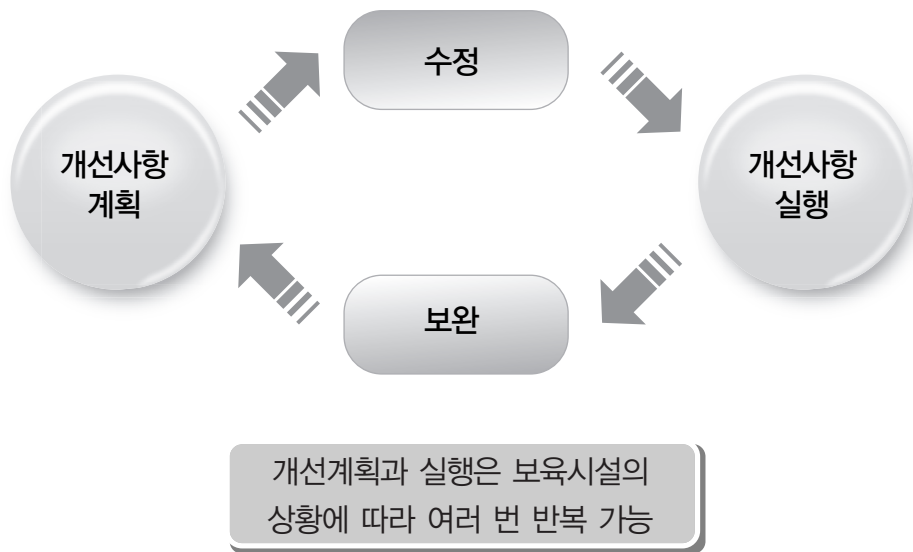 수정
개선사항
계획
개선사항
실행
보완
개선계획과 실행은 보육시설의
상황에 따라 여러 번 반복 가능